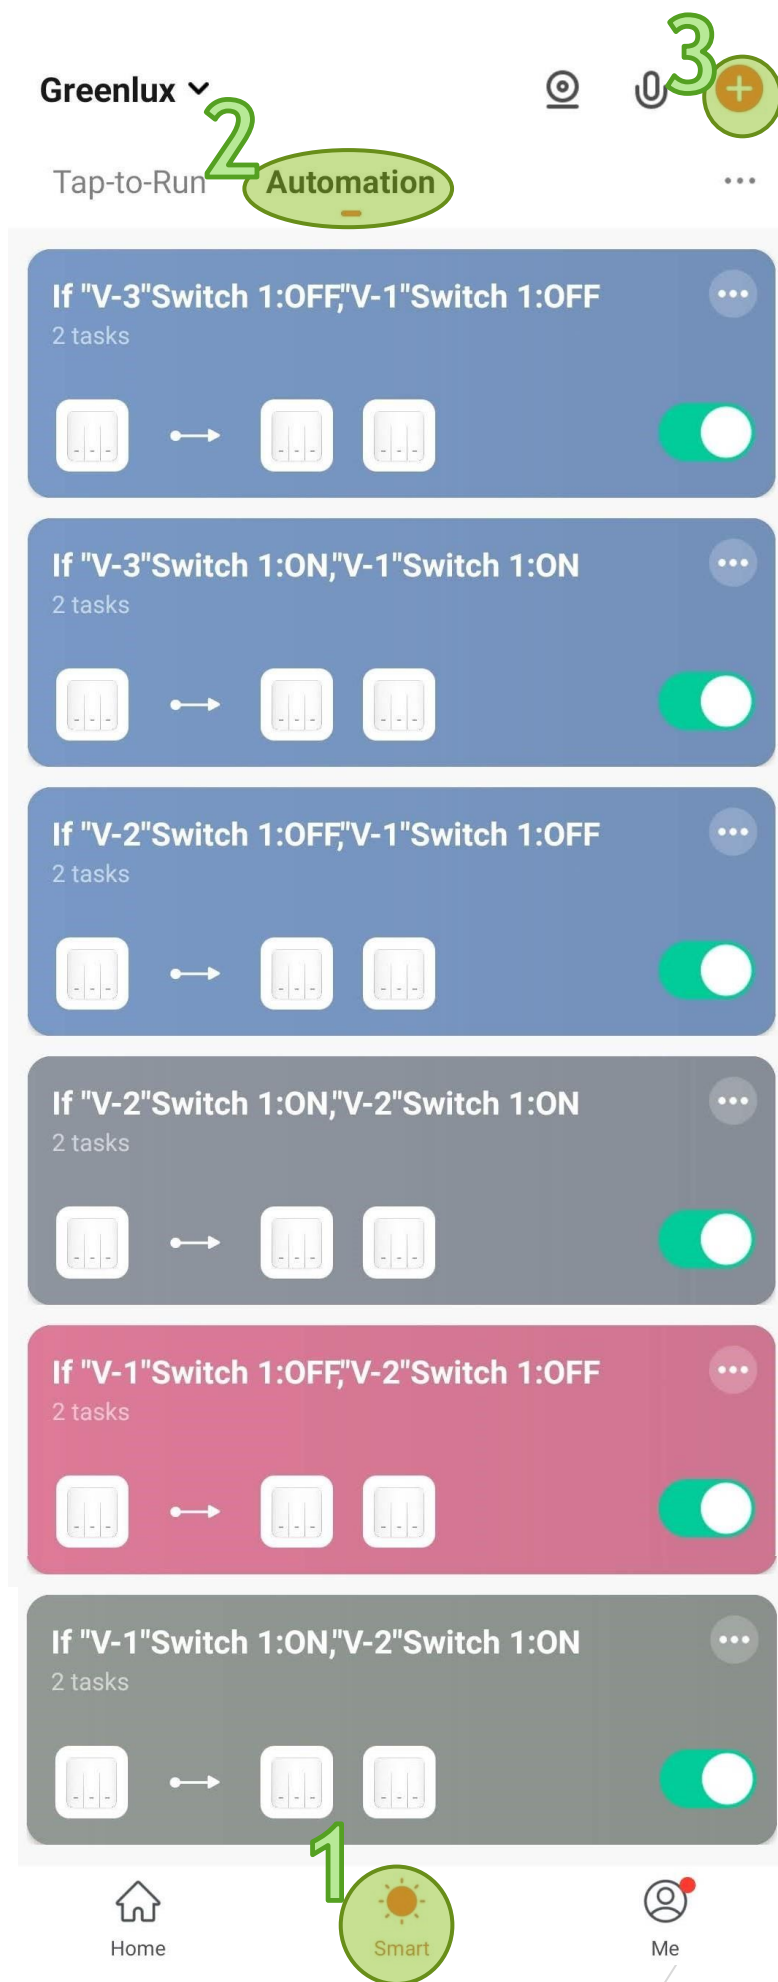 3
Greenlux
2
Tap-to-Run Automation
If "V-3"Switch 1:OFF,"V-1"Switch 1:OFF
2 tasks
If "V-3"Switch 1:ON,"V-1"Switch 1:ON
2 tasks
If "V-2"Switch 1:OFF,"V-1"Switch 1:OFF
2 tasks
If "V-2"Switch 1:ON,"V-2"Switch 1:ON
2 tasks
If "V-1"Switch 1:OFF,"V-2"Switch 1:OFF
2 tasks
If "V-1"Switch 1:ON,"V-2"Switch 1:ON
2 tasks
1
Home Smart Me